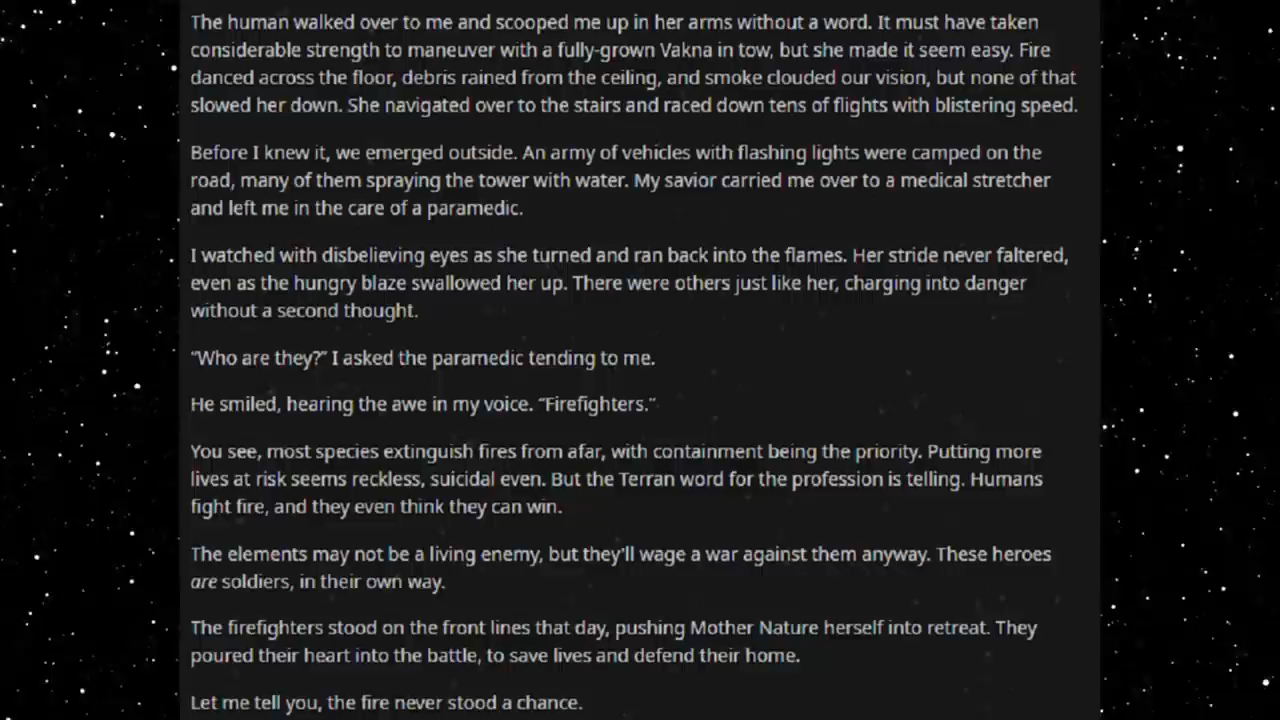 The human walked over to me and scooped me up in her arms without a word. It must have taken
considerable strength to maneuver with a fully-grown Vakna in tow, but she made it seem easy. Fire
danced across the floor, debris rained from the ceiling, and smoke clouded our vision, but none of that
slowed her down. She navigated over to the stairs and raced down tens of flights with blistering speed.
Before I knew it, we emerged outside. An army of vehicles with flashing lights were camped on the
road, many of them spraying the tower with water. My savior carried me over to a medical stretcher
and left me in the care of a paramedic.
I watched with disbelieving eyes as she turned and ran back into the flames. Her stride never faltered,
even as the hungry blaze swallowed her up. There were others just like her, charging into danger
without a second thought.
“Who are they?” I asked the paramedic tending to me.
He smiled, hearing the awe in my voice. “Firefighters.”
You see, most species extinguish fires from afar, with containment being the priority. Putting more
lives at risk seems reckless, suicidal even. But the Terran word for the profession is telling. Humans
fight fire, and they even think they can win.
The elements may not be a living enemy, but they'll wage a war against them anyway. These heroes
are soldiers, in their own way.
The firefighters stood on the front lines that day, pushing Mother Nature herself into retreat. They
poured their heart into the battle, to save lives and defend their home.
Let me tell you, the fire never stood a chance.